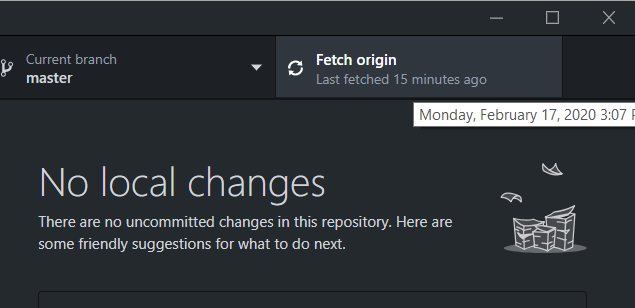 Current branch
master
Fetch origin
Last fetched 15 minutes ago
Monday, February 17, 2020 3:07 P
No local changes
There are no uncommitted changes in this repository. Here are
some friendly suggestions for what to do next.